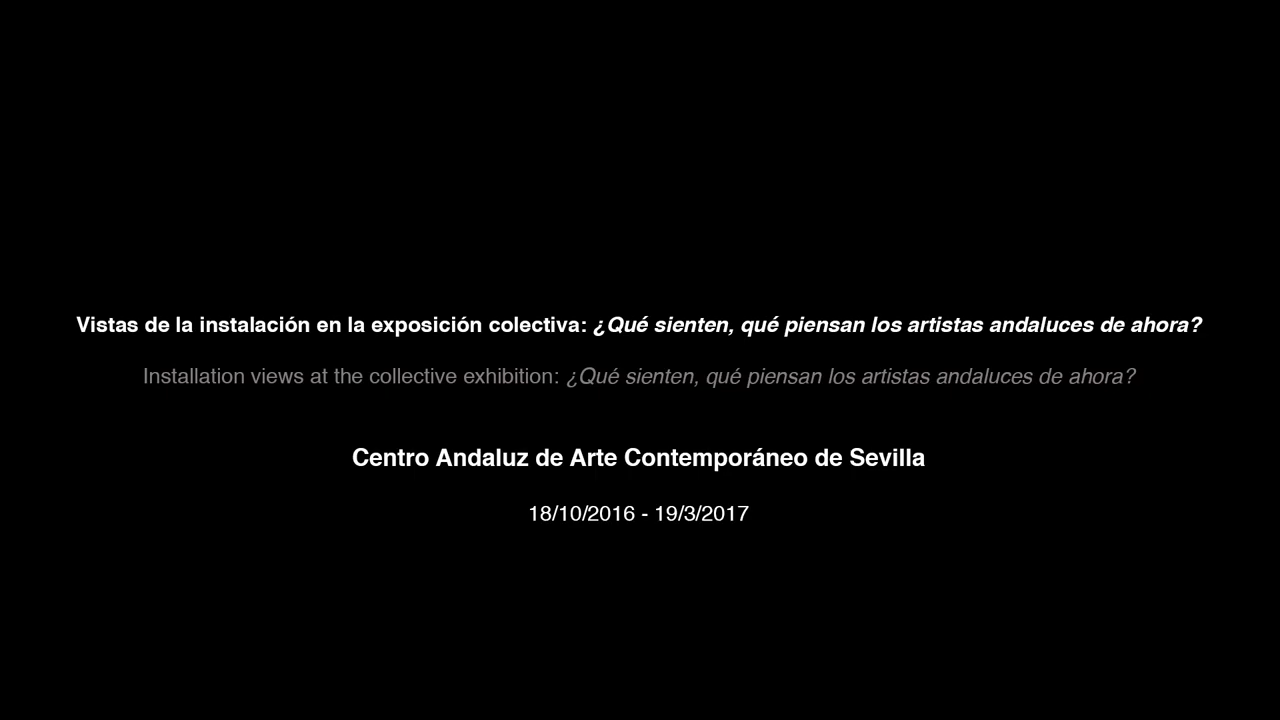 Vistas de la instalación en la exposición colectiva: ¿Qué sienten, qué piensan los artistas andaluces de ahora?
Installation views at the collective exhibition: ¿Qué sienten, qué piensan los artistas andaluces de ahora?
Centro Andaluz de Arte Contemporáneo de Sevilla
18/10/2016 - 19/3/2017